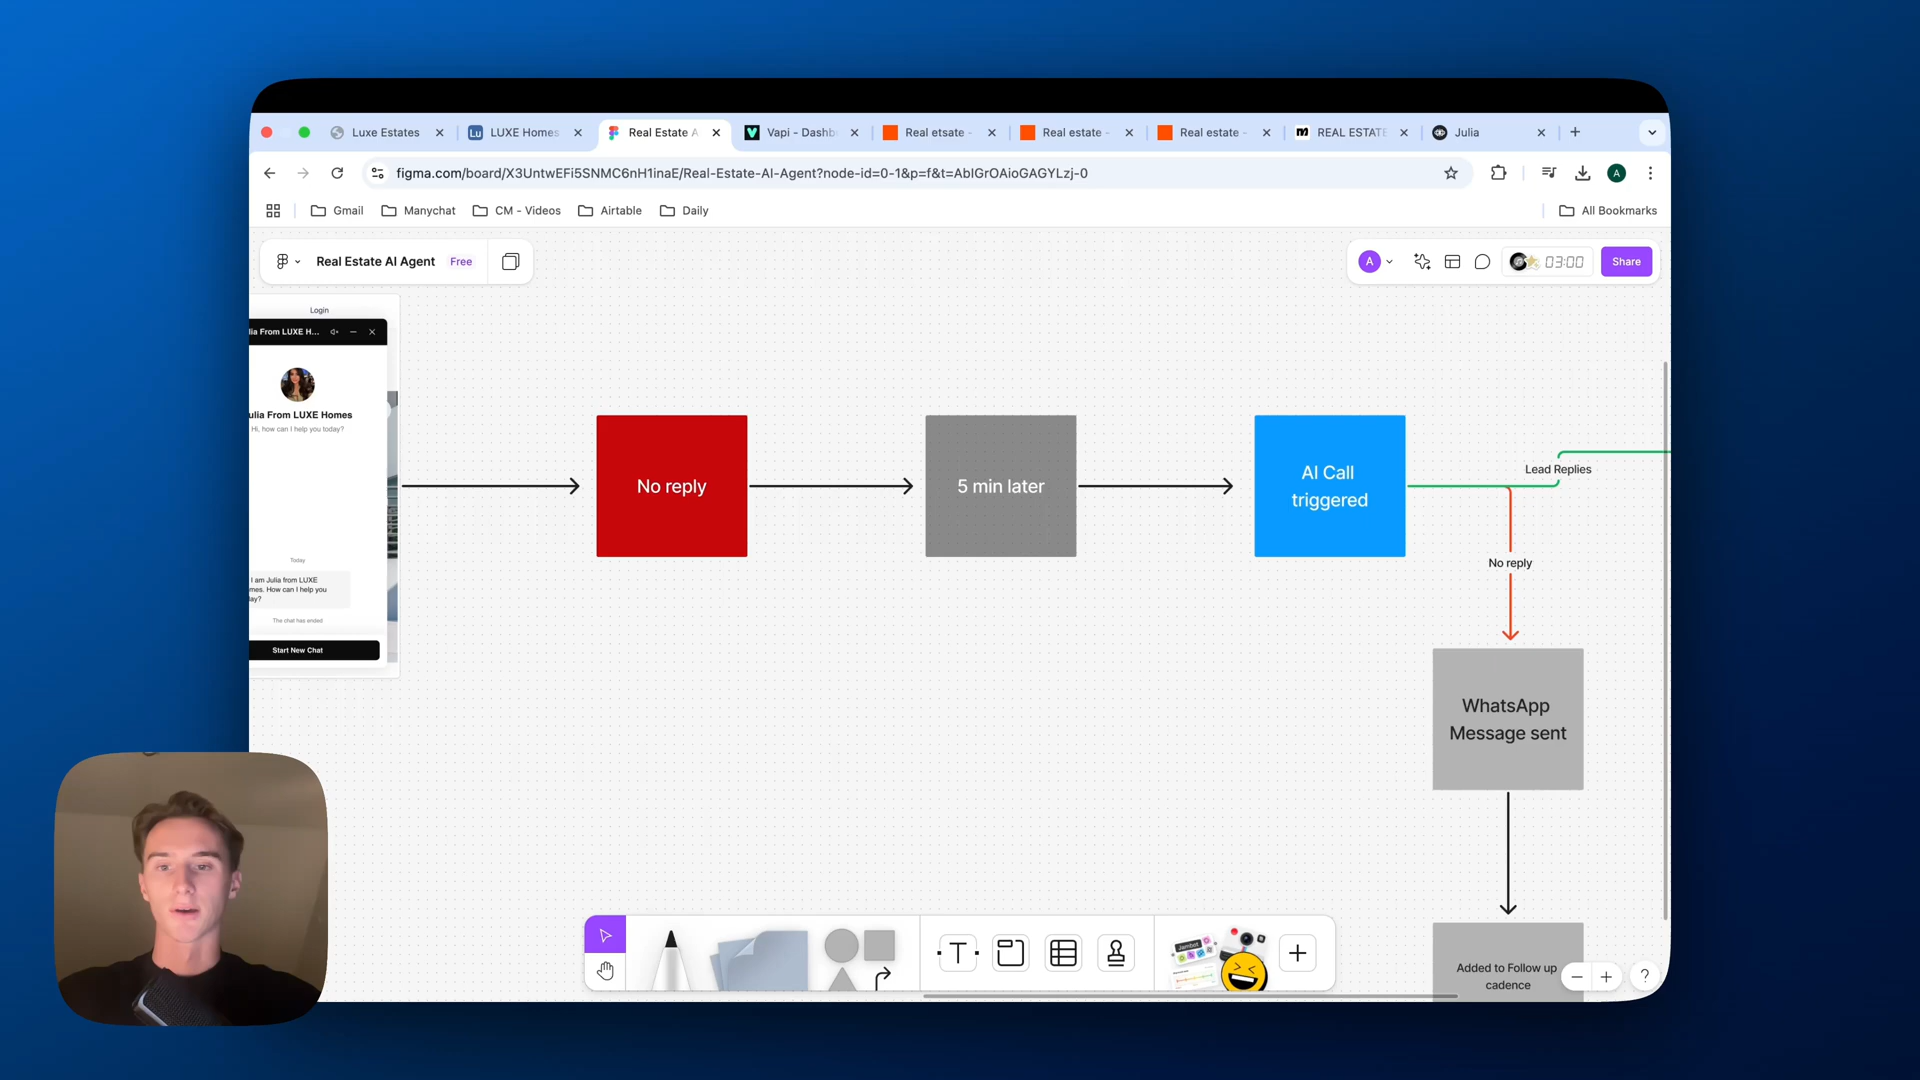 Luxe Estates
LUXE Homes
Real Estate A
Vapi - Dashb
Real etsate -
Real estate -
Real estate -
REAL ESTATE
Julia
figma.com/board/X3UntwEFi5SNMC6nH1inaE/Real-Estate-AI-Agent?node-id=0-1&p=f&t=AbIGrOAioGAGYLzj-0
A
Gmail
Manychat
CM - Videos
Airtable
Daily
All Bookmarks
Real Estate AI Agent
Free
A
03:00
Share
Login
lia From LUXE H...
ulia From LUXE Homes
Hi, how can I help you today?
Today
I am Julia from LUXE
mes. How can I help you
lay?
The chat has ended
Start New Chat
No reply
5 min later
AI Call
triggered
Lead Replies
No reply
WhatsApp
Message sent
Added to Follow up
cadence
T
Jambot
?